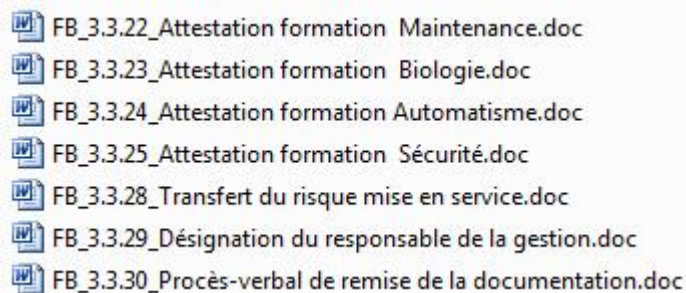 FB_3.3.22_Attestation formation  Maintenance.doc
FB_3.3.23_Attestation formation  Biologie.doc
FB_3.3.24_Attestation formation Automatisme.doc
FB_3.3.25_Attestation formation  Sécurité.doc
FB_3.3.28_Transfert du risque mise en service.doc
FB_3.3.29_Désignation du responsable de la gestion.doc
FB_3.3.30_Procès-verbal de remise de la documentation.doc